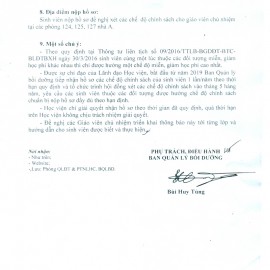 8. Địa điểm nộp hồ sơ:
Sinh viên nộp hồ sơ đề nghị xét các chế độ chính sách cho giáo viên chủ nhiệm
tại các phòng 124, 125, 127 nhà A.
9. Một số chú ý:
- Theo quy định tại Thông tư liên tịch số 09/2016/TTLB-BGDĐT-BTC-
BLĐTBXH ngày 30/3/2016 sinh viên cùng một lúc thuộc các đối tượng miễn, giảm
học phí khác nhau thì chỉ được hưởng một chế độ miễn, giảm học phí cao nhất.
- Được sự chỉ đạo của Lãnh đạo Học viện, bắt đầu từ năm 2019 Ban Quản lý
bồi dưỡng tiếp nhận hồ sơ các chế độ chính sách của sinh viên 1 lần/năm theo thời
hạn và chỉ tổ chức hội đồng xét các chế độ chính sách vào tháng 5 hàng
năm, yêu cầu các sinh viên thuộc các đối tượng được hưởng chế độ chính sách
chuẩn bị nộp hồ sơ đầy đủ theo hạn định.
- Học viện chỉ giải quyết nhận hồ sơ theo thời gian đã quy định, quá thời hạn
trên Học viện không chịu trách nhiệm giải quyết.
- Đề nghị các Giáo viên chủ nhiệm triển khai thông báo này tới từng lớp và
hướng dẫn cho sinh viên được biết và thực hiện.
Nơi nhận:
- Như trên;
- Website;
- Lưu: Phòng QLĐT &
PHỤ TRÁCH, ĐIỀU HÀNH
BAN QUẢN LÝ BỒI DƯỠNG
Bùi Huy Tùng